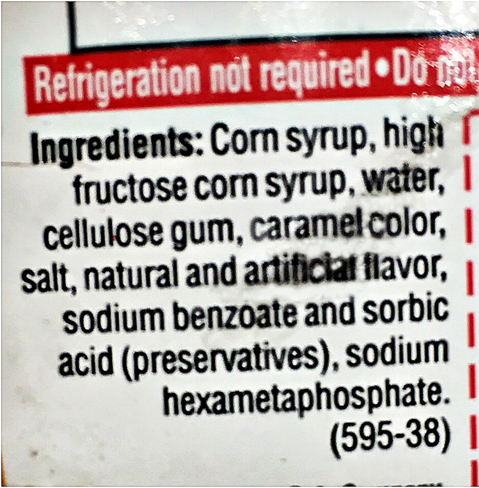 Refrigeration not required • Do not
Ingredients: Corn syrup, high
fructose corn syrup, water,
cellulose gum, caramel color,
salt, natural and artificial flavor,
sodium benzoate and sorbic
acid (preservatives), sodium
hexametaphosphate.
(595-38)